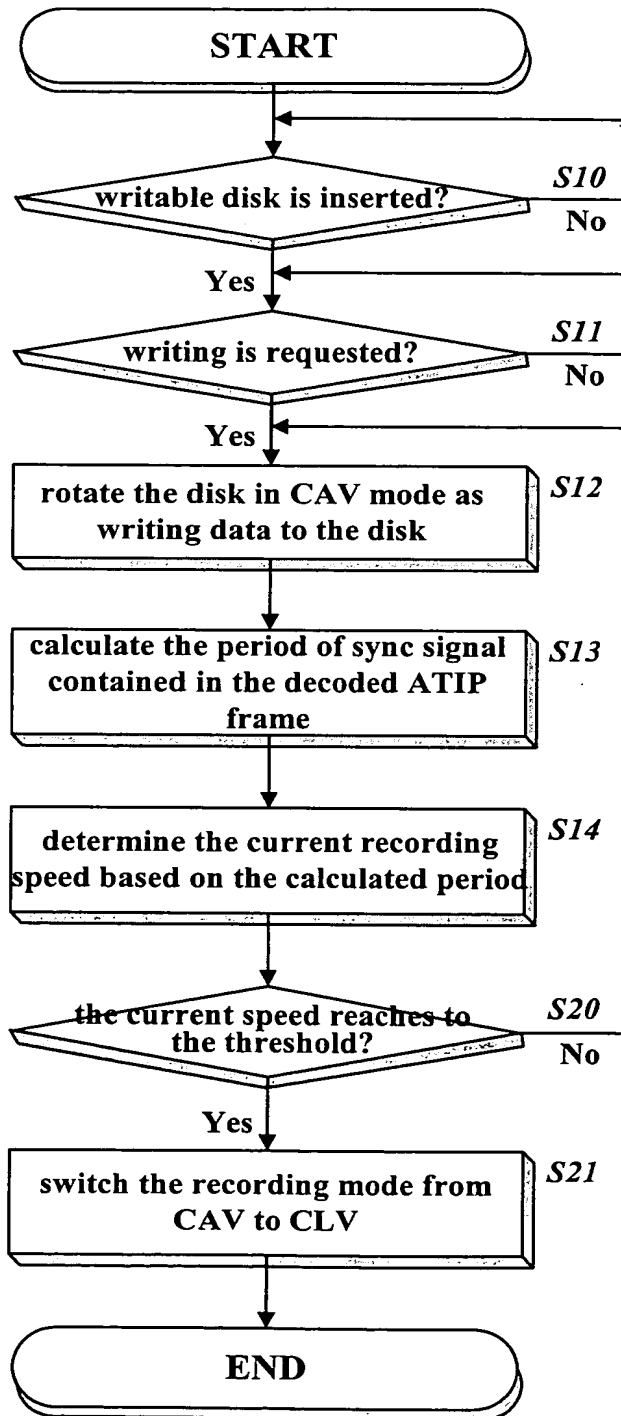 START
writable disk is inserted?
S10
No
Yes
writing is requested?
S11
No
Yes
rotate the disk in CAV mode as
writing data to the disk
S12
calculate the period of sync signal
contained in the decoded ATIP
frame
S13
determine the current recording
speed based on the calculated period
S14
the current speed reaches to
the threshold?
S20
No
Yes
switch the recording mode from
CAV to CLV
S21
END